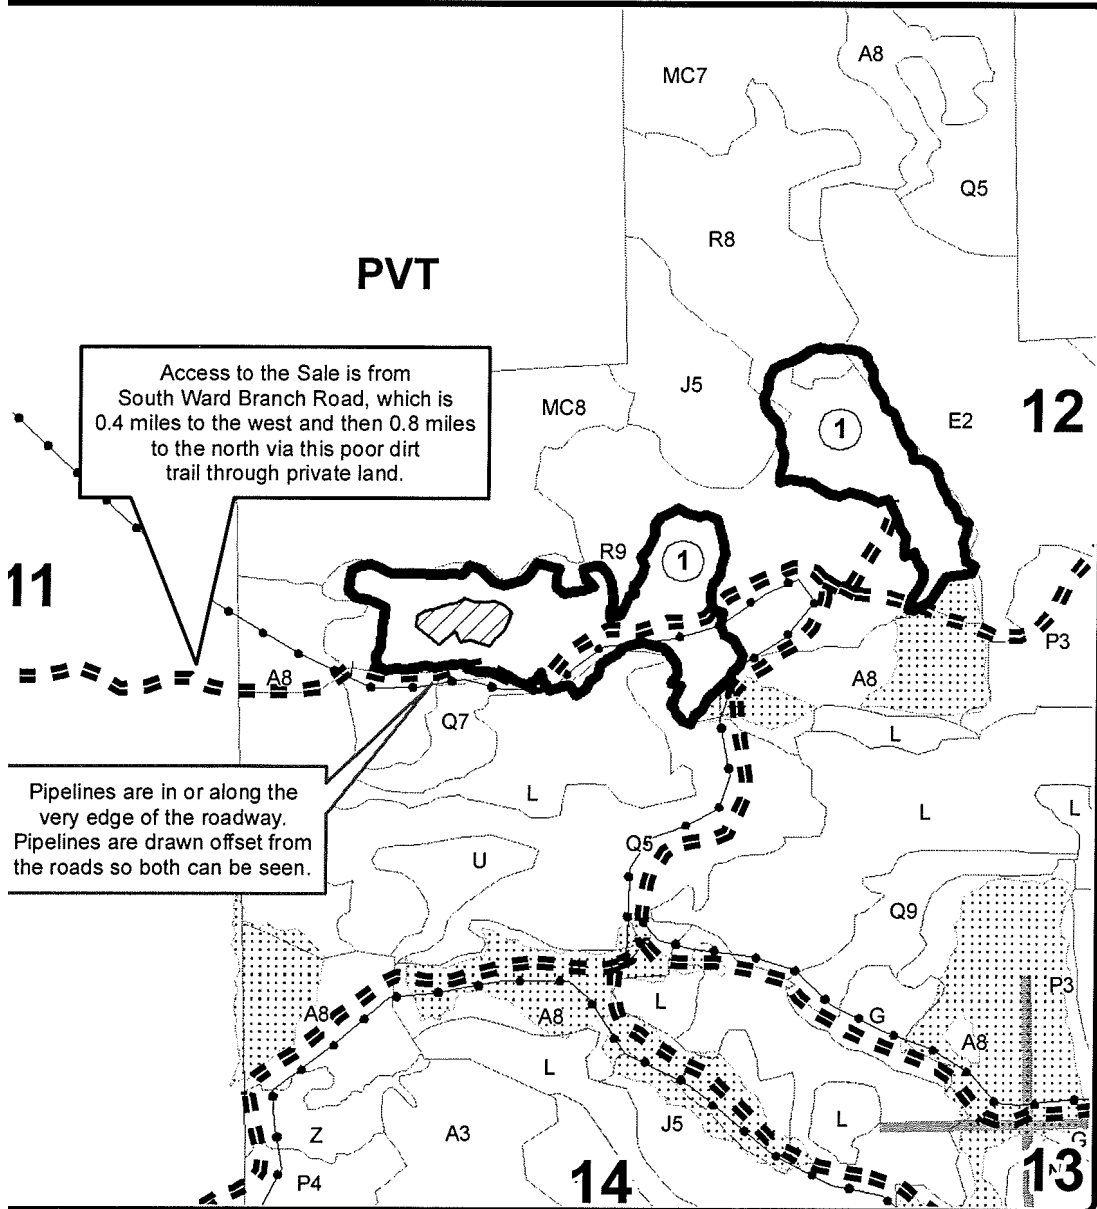 MC7
A8
Q5
R8
PVT
Access to the Sale is from
South Ward Branch Road, which is
0.4 miles to the west and then 0.8 miles
to the north via this poor dirt
trail through private land.
J5
MC8
1
E2
12
11
R9
1
P3
A8
A8
Q7
L
Pipelines are in or along the
very edge of the roadway.
Pipelines are drawn offset from
the roads so both can be seen.
L
L
L
Q5
U
Q9
P3
L
A8
A8
G
A8
L
J5
L
Z
A3
P4
G
14
13